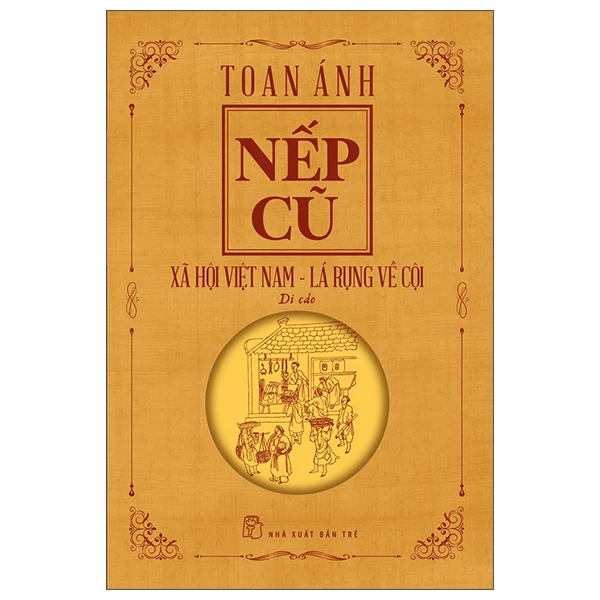 TOAN ÁNH
NẾP
CŨ
XÃ HỘI VIỆT NAM - LÁ RỤNG VỀ CỘI
Di cảo
NHÀ XUẤT BẢN TRẺ